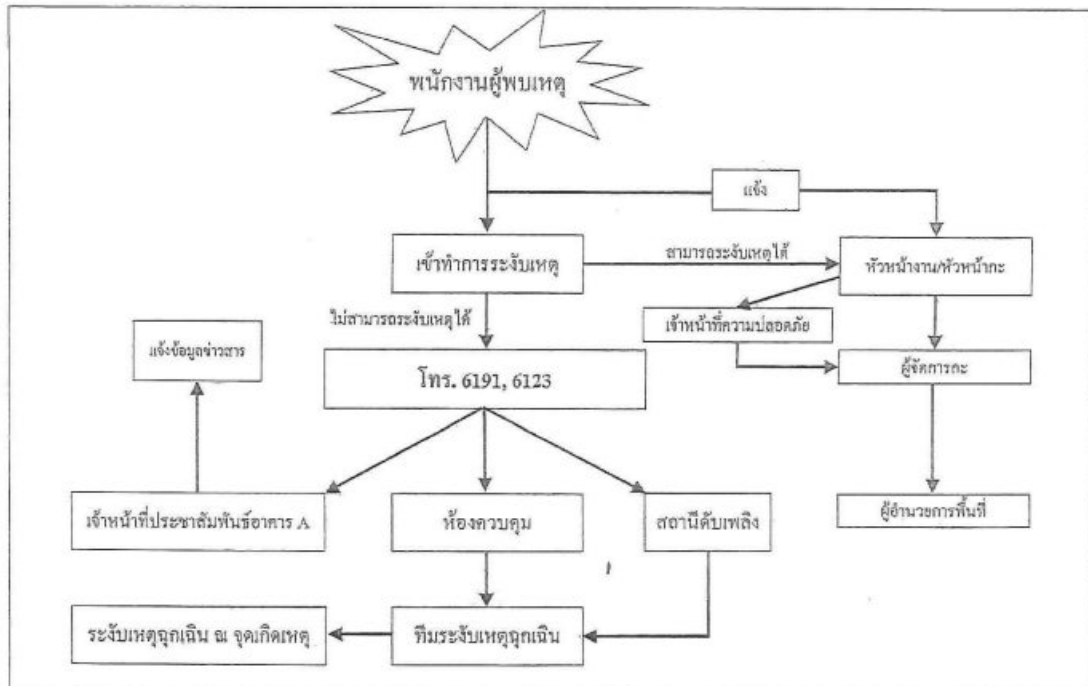 พนักงานผู้พบเหตุ
แจ้ง
เข้าทำการระงับเหตุ
สามารถระงับเหตุได้
หัวหน้างาน/หัวหน้ากะ
ไม่สามารถระงับเหตุได้
เจ้าหน้าที่ความปลอดภัย
แจ้งข้อมูลข่าวสาร
โทร. 6191, 6123
ผู้จัดการกะ
เจ้าหน้าที่ประชาสัมพันธ์อาคาร A
ห้องควบคุม
สถานีดับเพลิง
ผู้อำนวยการพื้นที่
ระงับเหตุฉุกเฉิน ณ จุดเกิดเหตุ
ทีมระงับเหตุฉุกเฉิน